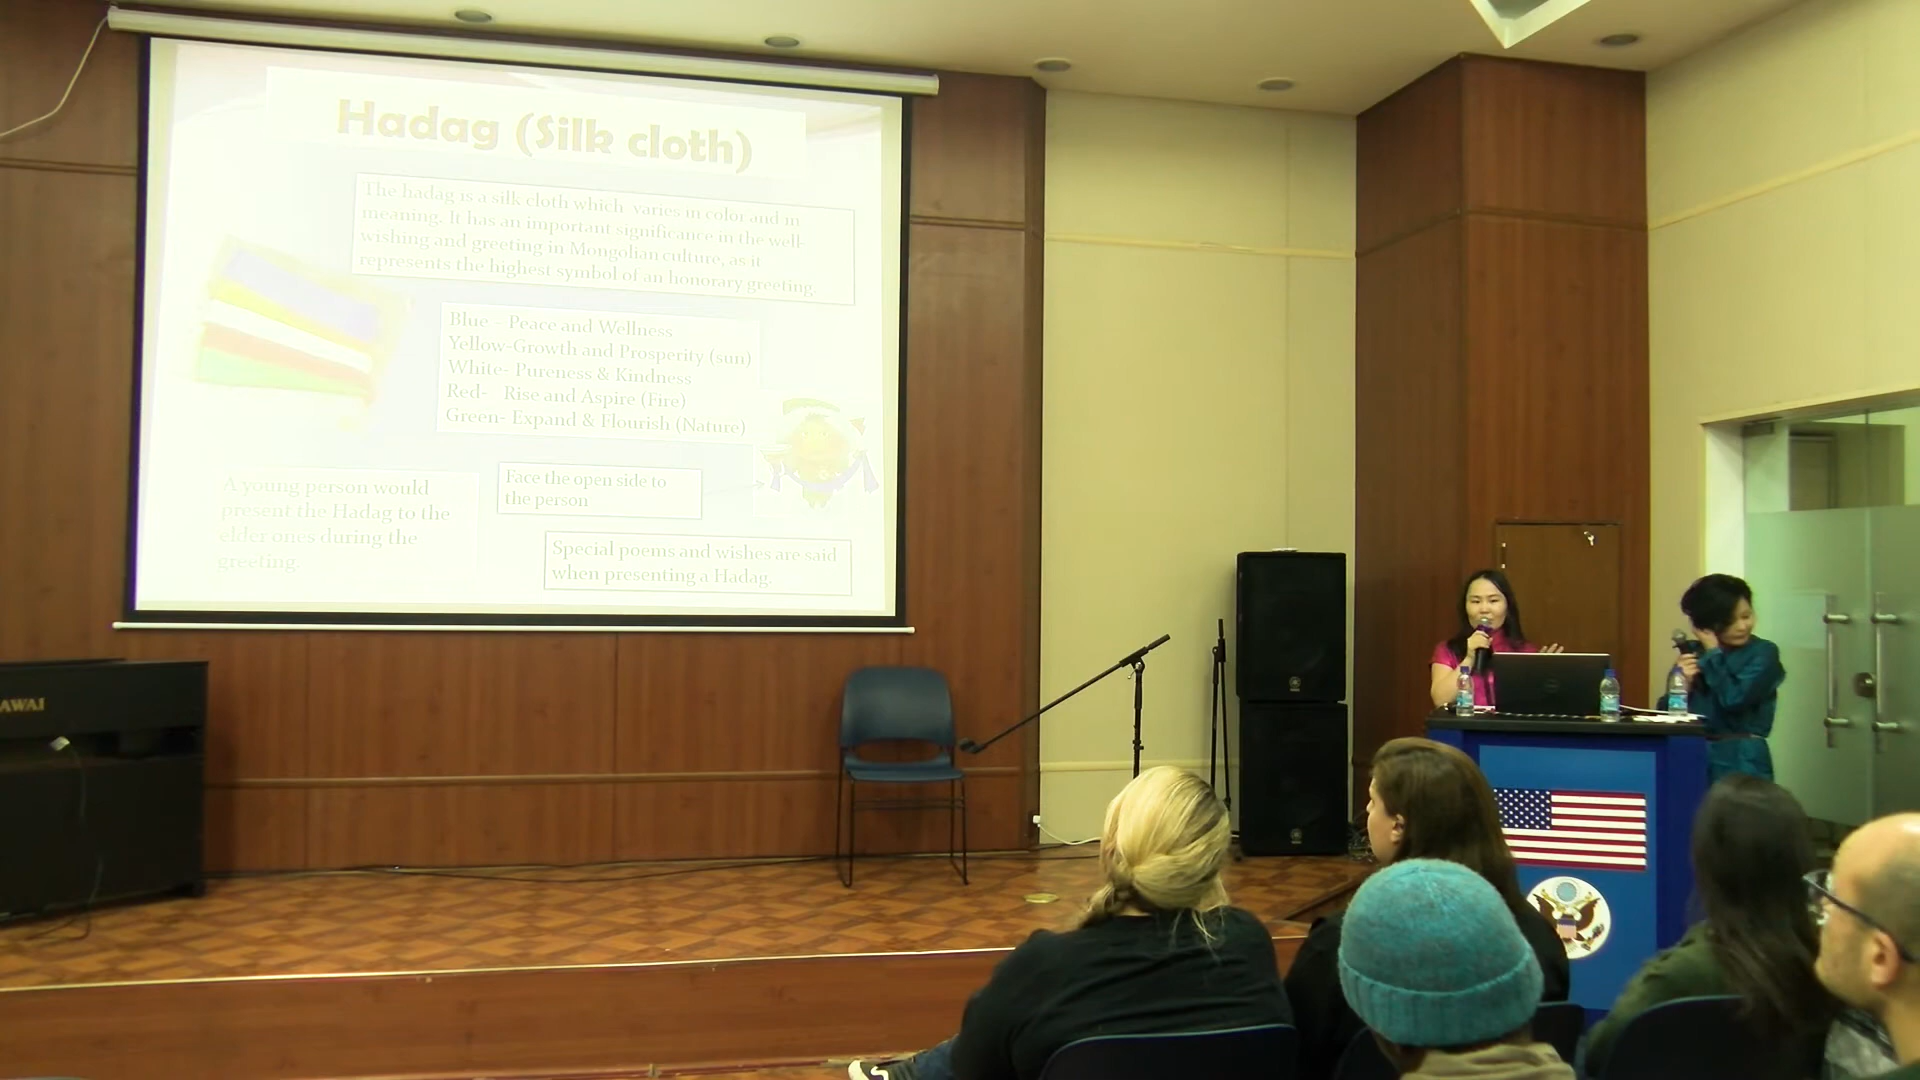 Hadag (Silk cloth)
The hadag is a silk cloth which varies in color and in
meaning. It has an important significance in the well-
wishing and greeting in Mongolian culture, as it
represents the highest symbol of an honorary greeting.
Blue - Peace and Wellness
Yellow-Growth and Prosperity (sun)
White- Pureness & Kindness
Red- Rise and Aspire (Fire)
Green- Expand & Flourish (Nature)
A young person would
present the Hadag to the
elder ones during the
greeting.
Face the open side to
the person
Special poems and wishes are said
when presenting a Hadag.
AWAI